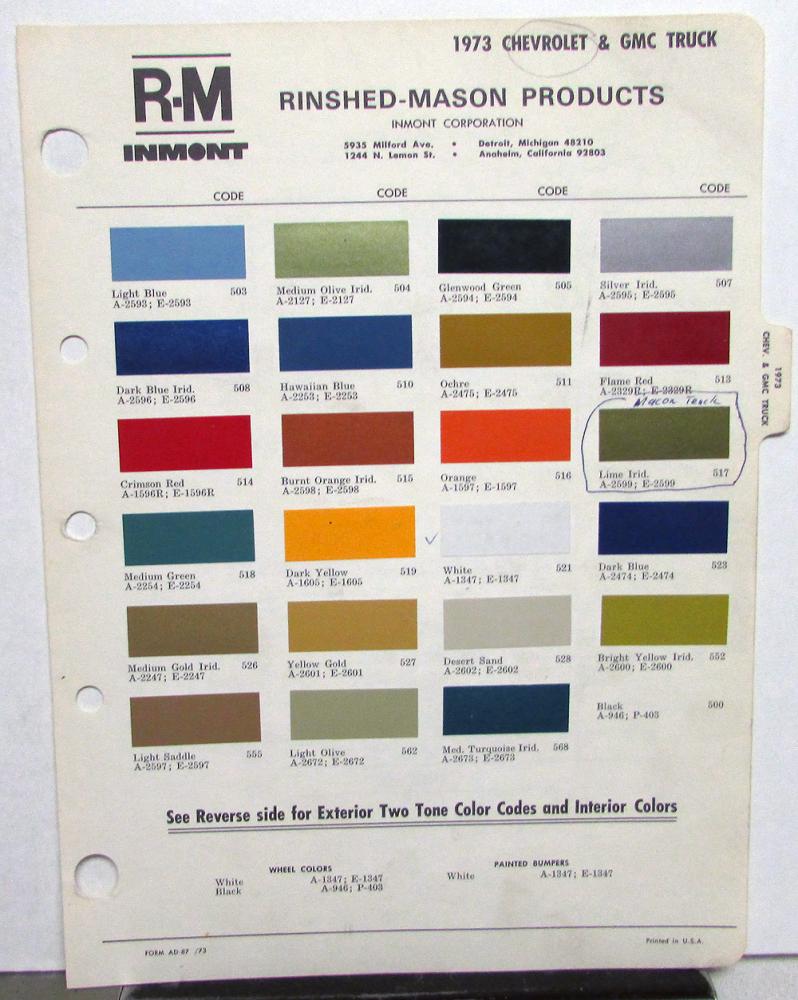 1973 CHEVROLET & GMC TRUCK
R-M
INMONT
RINSHED-MASON PRODUCTS
INMONT CORPORATION
5935 Milford Ave. • Detroit, Michigan 48210
1244 N. Lemon St. • Anaheim, California 92803
CODE CODE CODE CODE
Light Blue 503
A-2593; E-2593
Medium Olive Irid. 504
A-2127; E-2127
Glenwood Green 505
A-2594; E-2594
Silver Irid. 507
A-2595; E-2595
Dark Blue Irid. 508
A-2596; E-2596
Hawaiian Blue 510
A-2253; E-2253
Ochre 511
A-2475; E-2475
Flame Red 513
A-2329R; E-2329R
1973
CHEV. & GMC TRUCK
Macon Truck
Crimson Red 514
A-1596R; E-1596R
Burnt Orange Irid. 515
A-2598; E-2598
Orange 516
A-1597; E-1597
Lime Irid. 517
A-2599; E-2599
Medium Green 518
A-2254; E-2254
Dark Yellow 519
A-1605; E-1605
White 521
A-1347; E-1347
Dark Blue 523
A-2474; E-2474
Medium Gold Irid. 526
A-2247; E-2247
Yellow Gold 527
A-2601; E-2601
Desert Sand 528
A-2602; E-2602
Bright Yellow Irid. 552
A-2600; E-2600
Light Saddle 555
A-2597; E-2597
Light Olive 562
A-2672; E-2672
Med. Turquoise Irid. 568
A-2673; E-2673
Black 500
A-946; P-403
See Reverse side for Exterior Two Tone Color Codes and Interior Colors
WHEEL COLORS
White A-1347; E-1347
Black A-946; P-403
PAINTED BUMPERS
White A-1347; E-1347
FORM AD-87 /73
Printed in U.S.A.